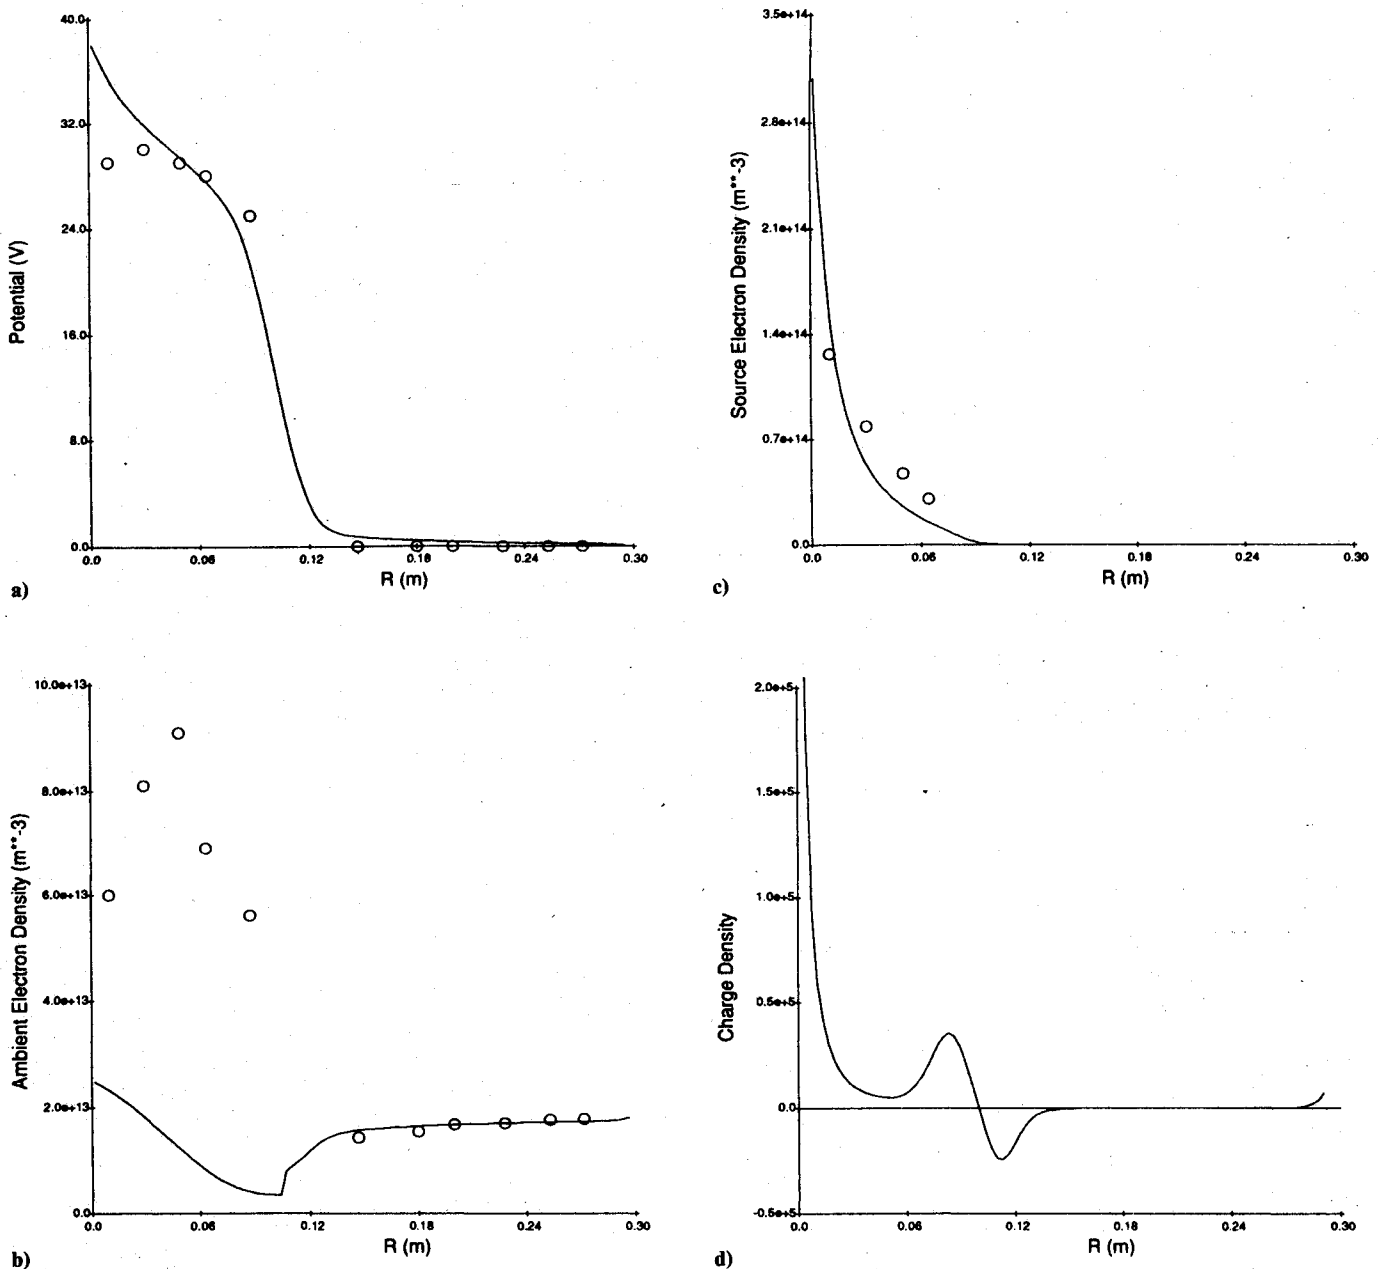 40.0
32.0
24.0
16.0
8.0
0.0
Potential (V)
0.0 0.06 0.12 0.18 0.24 0.30
R (m)
a)
3.5e+14
2.8e+14
2.1e+14
1.4e+14
0.7e+14
0.0
Source Electron Density (m**-3)
0.0 0.06 0.12 0.18 0.24 0.30
R (m)
c)
10.0e+13
8.0e+13
6.0e+13
4.0e+13
2.0e+13
0.0
Ambient Electron Density (m**-3)
0.0 0.06 0.12 0.18 0.24 0.30
R (m)
b)
2.0e+5
1.5e+5
1.0e+5
0.5e+5
0.0
-0.5e+5
Charge Density
0.0 0.06 0.12 0.18 0.24 0.30
R (m)
d)